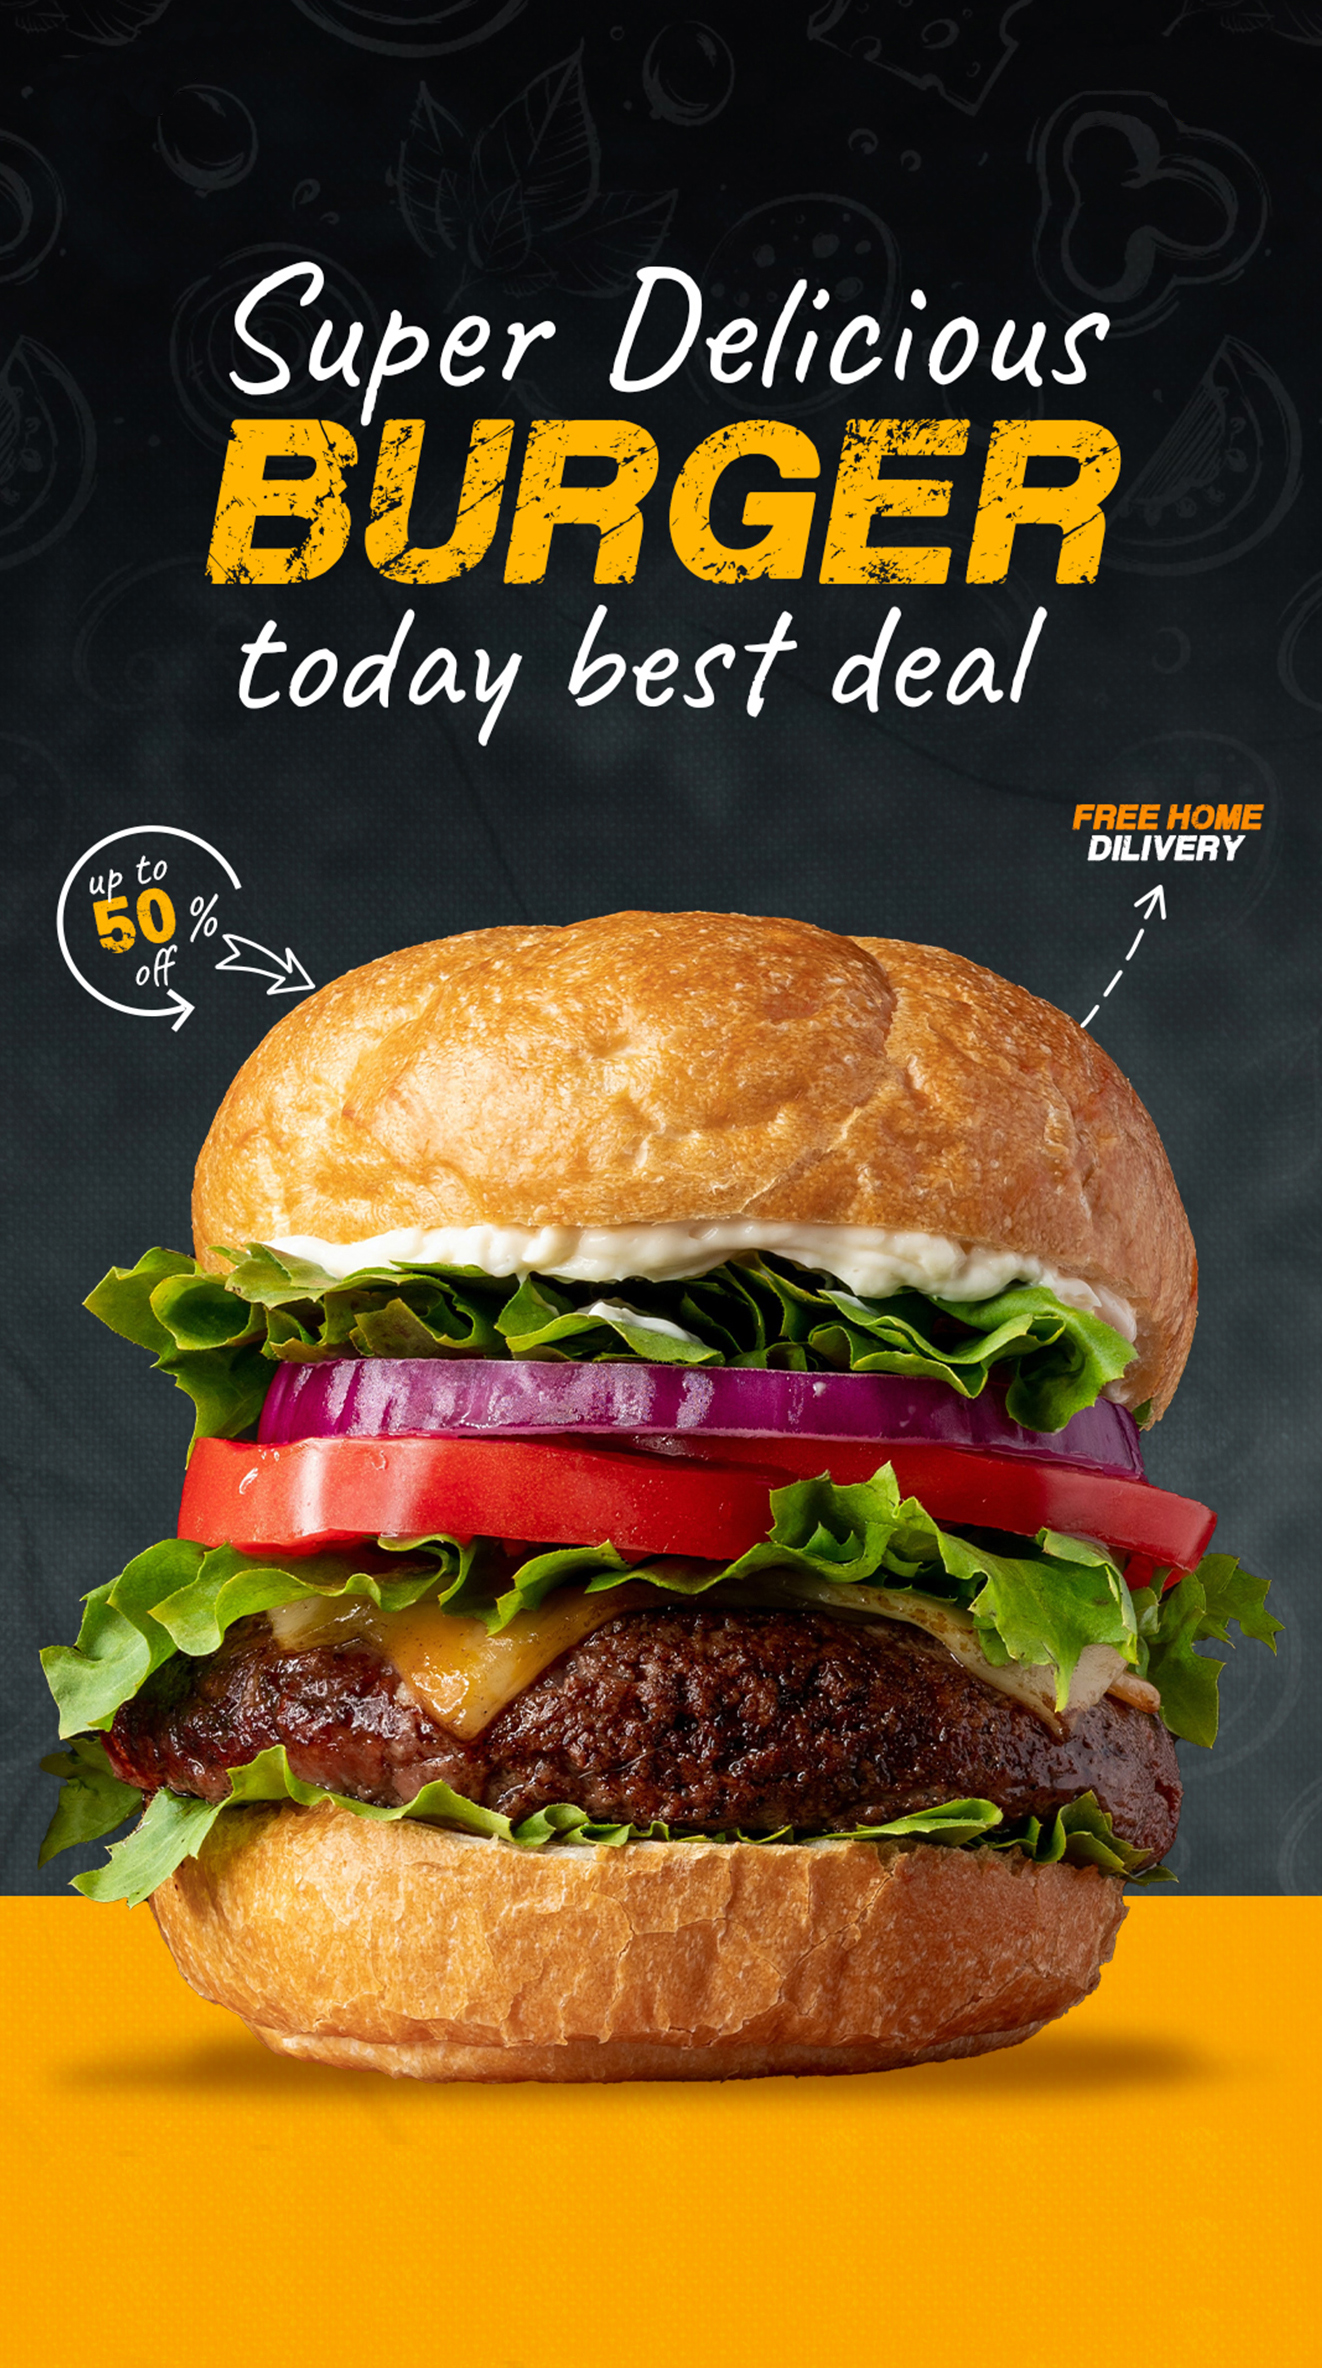 Super Delicious
BURGER
today best deal
up to
50 %
off
FREE HOME
DILIVERY